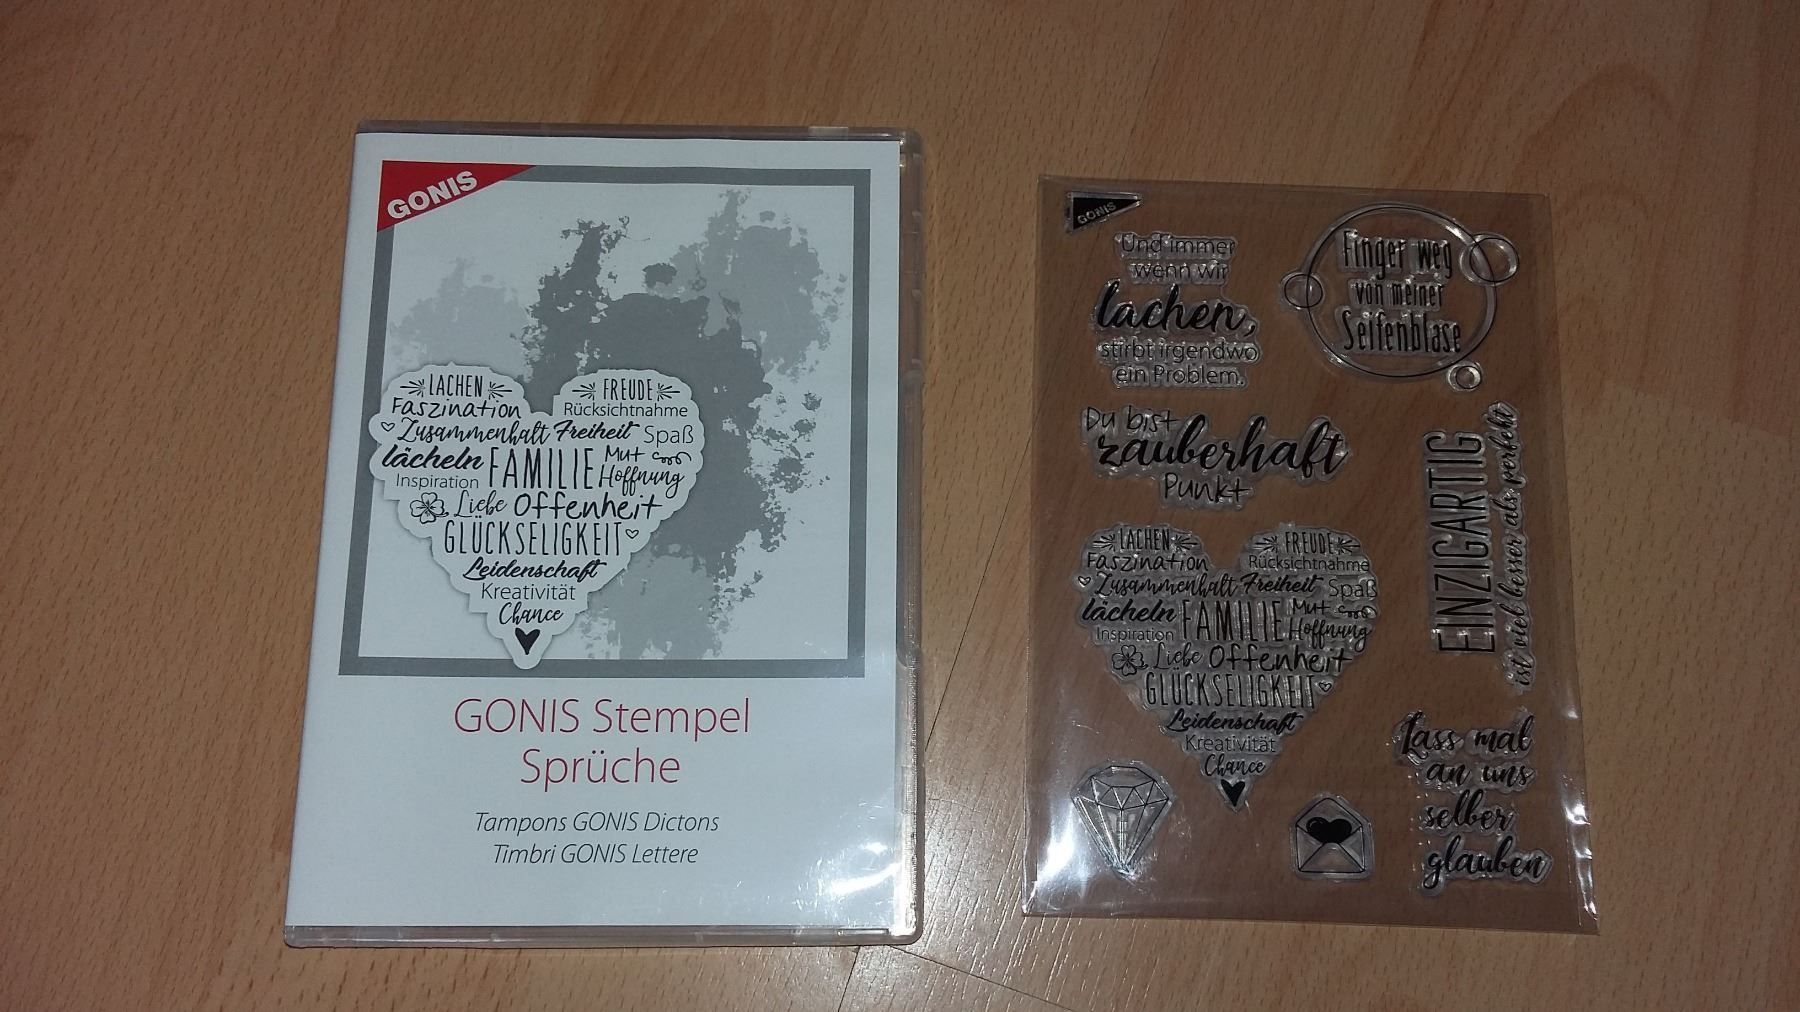 GONIS
LACHEN
FREUDE
Faszination
Rücksichtnahme
Zusammenhalt Freiheit Spaß
lächeln FAMILIE Mut
Hoffnung
Inspiration
Liebe Offenheit
GLÜCKSELIGKEIT
Leidenschaft
Kreativität
Chance
GONIS Stempel
Sprüche
Tampons GONIS Dictons
Timbri GONIS Lettere
GONIS
Und immer
wenn wir
lachen,
stirbt irgendwo
ein Problem.
Finger weg
von meiner
Seifenblase
Du bist
zauberhaft
Punkt
EINZIGARTIG
ist viel besser als perfekt
LACHEN
FREUDE
Faszination
Rücksichtnahme
Zusammenhalt Freiheit Spaß
lächeln FAMILIE Mut
Hoffnung
Inspiration
Liebe Offenheit
GLÜCKSELIGKEIT
Leidenschaft
Kreativität
Chance
Lass mal
an uns
selber
glauben